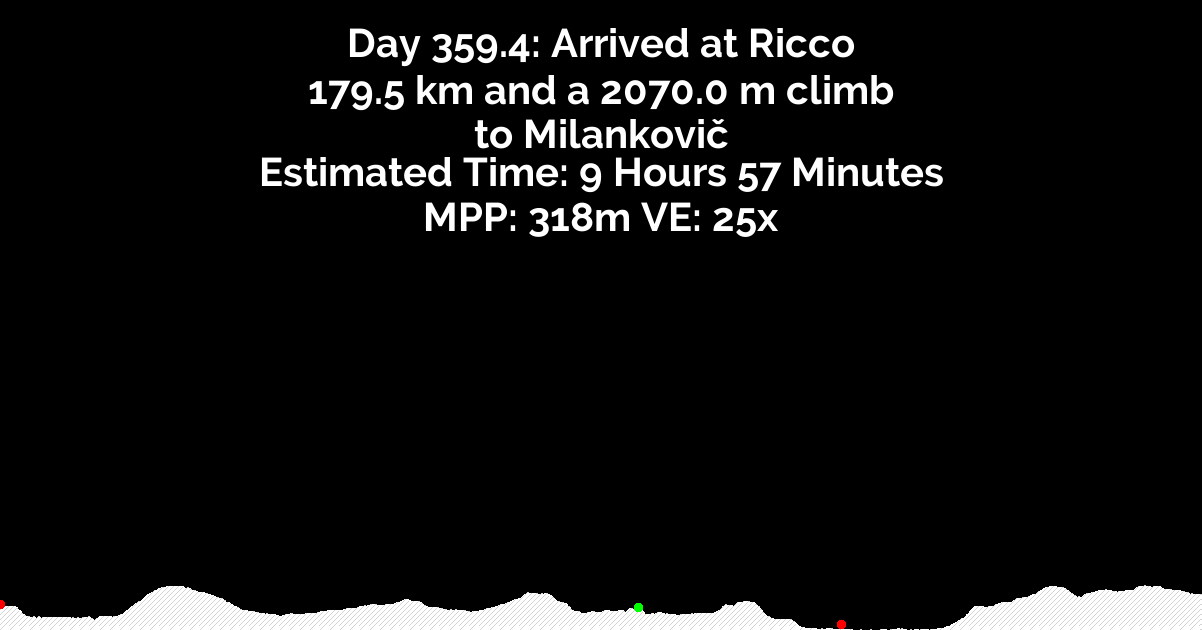 Day 359.4: Arrived at Ricco
179.5 km and a 2070.0 m climb
to Milankovič
Estimated Time: 9 Hours 57 Minutes
MPP: 318m VE: 25x